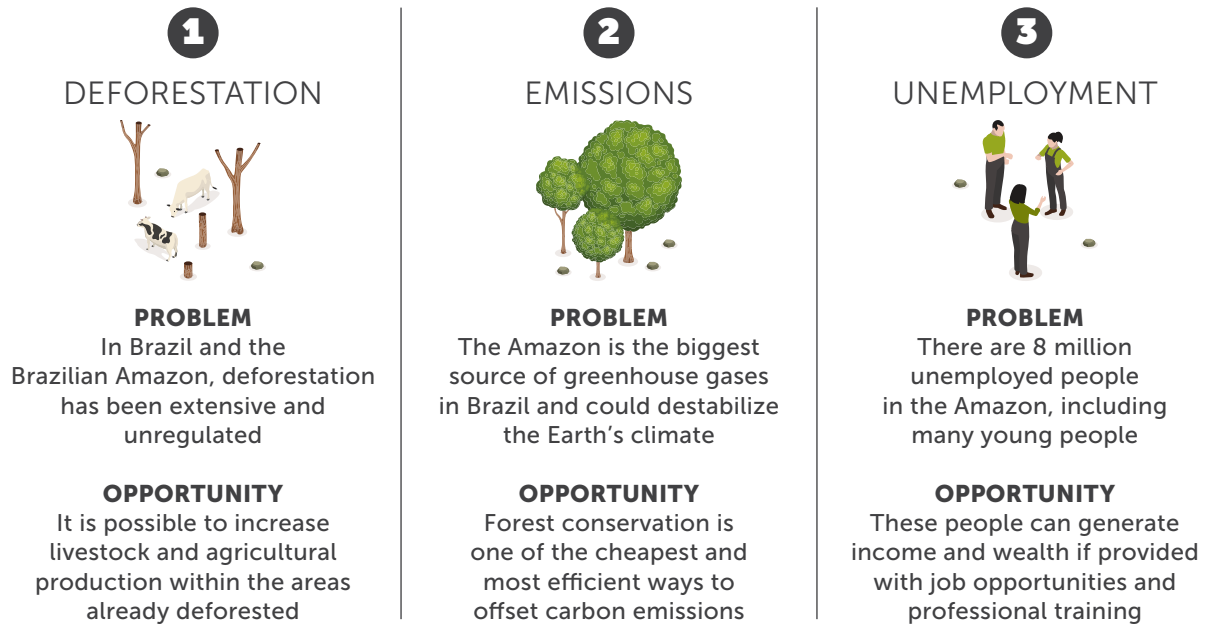 1
DEFORESTATION
PROBLEM
In Brazil and the
Brazilian Amazon, deforestation
has been extensive and
unregulated
OPPORTUNITY
It is possible to increase
livestock and agricultural
production within the areas
already deforested
2
EMISSIONS
PROBLEM
The Amazon is the biggest
source of greenhouse gases
in Brazil and could destabilize
the Earth’s climate
OPPORTUNITY
Forest conservation is
one of the cheapest and
most efficient ways to
offset carbon emissions
3
UNEMPLOYMENT
PROBLEM
There are 8 million
unemployed people
in the Amazon, including
many young people
OPPORTUNITY
These people can generate
income and wealth if provided
with job opportunities and
professional training